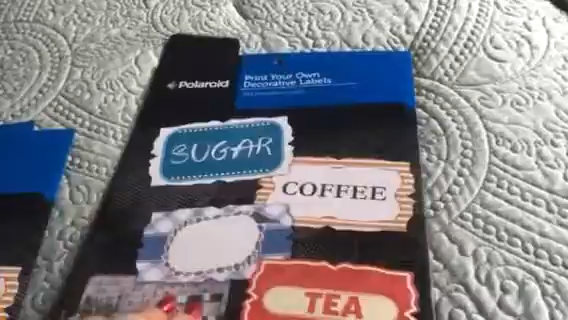 Polaroid
Print Your Own
Decorative Labels
SUGAR
COFFEE
TEA